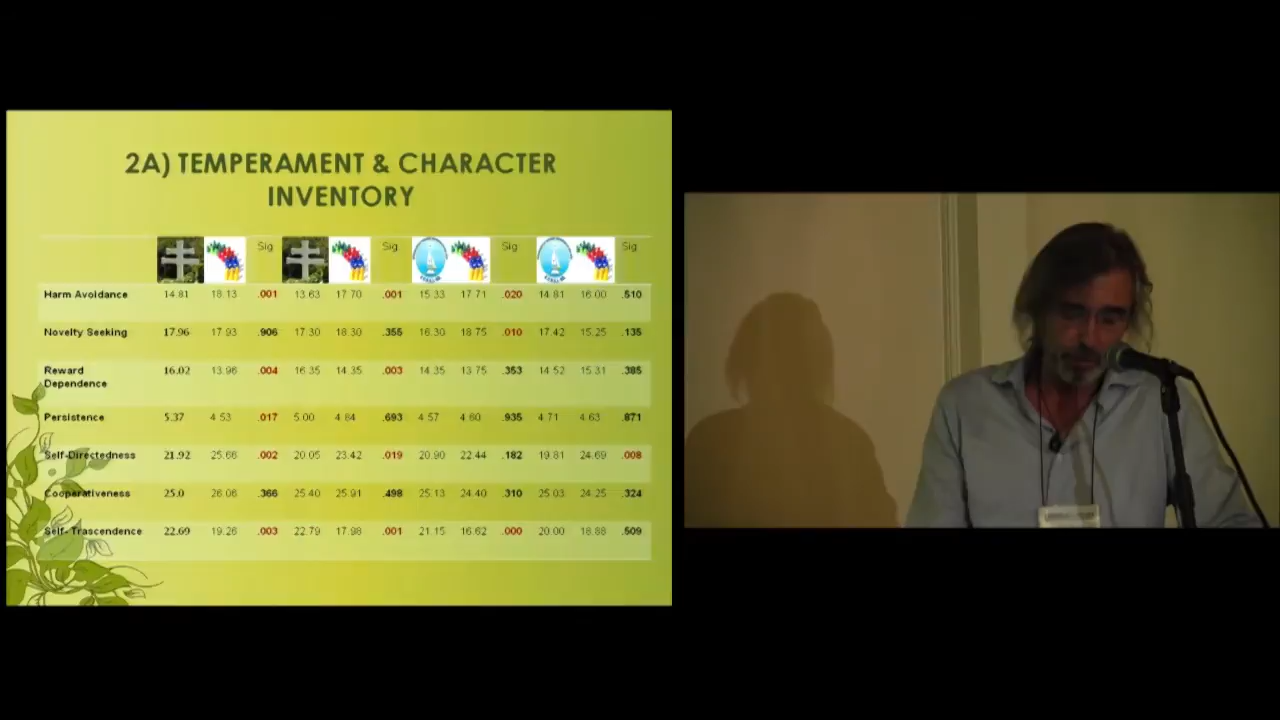 2A) TEMPERAMENT & CHARACTER
INVENTORY
Sig Sig Sig Sig
Harm Avoidance 14.81 18.13 .001 13.63 17.70 .001 15.33 17.71 .020 14.81 16.00 .510
Novelty Seeking 17.96 17.93 .906 17.30 18.30 .355 16.30 18.75 .010 17.42 15.25 .135
Reward
Dependence 16.02 13.96 .004 16.35 14.35 .003 14.35 13.75 .353 14.52 15.31 .385
Persistence 5.37 4.53 .017 5.00 4.84 .693 4.57 4.60 .935 4.71 4.63 .871
Self-Directedness 21.92 25.66 .002 20.05 23.42 .019 20.90 22.44 .182 19.81 24.69 .008
Cooperativeness 25.0 26.06 .366 25.40 25.91 .498 25.13 24.40 .310 25.03 24.25 .324
Self-Trascendence 22.69 19.26 .003 22.79 17.98 .001 21.15 16.62 .000 20.00 18.88 .509